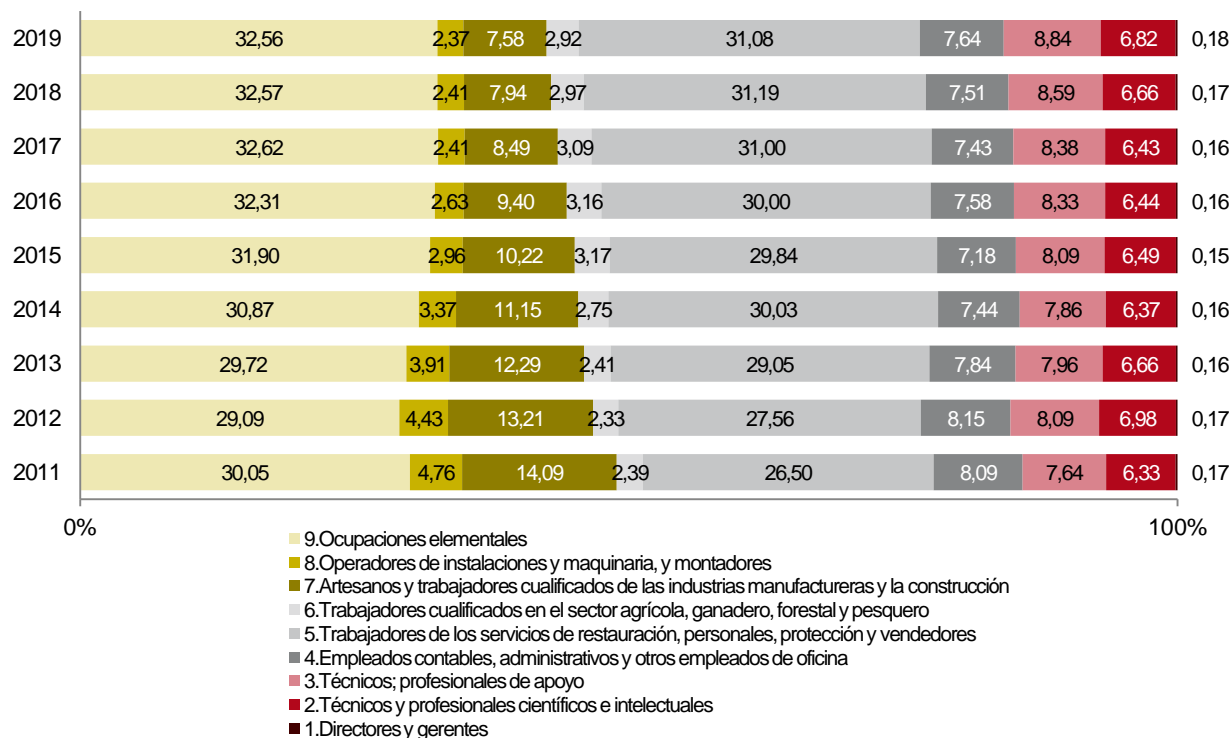 2019 32,56 2,37 7,58 2,92 31,08 7,64 8,84 6,82 0,18
2018 32,57 2,41 7,94 2,97 31,19 7,51 8,59 6,66 0,17
2017 32,62 2,41 8,49 3,09 31,00 7,43 8,38 6,43 0,16
2016 32,31 2,63 9,40 3,16 30,00 7,58 8,33 6,44 0,16
2015 31,90 2,96 10,22 3,17 29,84 7,18 8,09 6,49 0,15
2014 30,87 3,37 11,15 2,75 30,03 7,44 7,86 6,37 0,16
2013 29,72 3,91 12,29 2,41 29,05 7,84 7,96 6,66 0,16
2012 29,09 4,43 13,21 2,33 27,56 8,15 8,09 6,98 0,17
2011 30,05 4,76 14,09 2,39 26,50 8,09 7,64 6,33 0,17
0% 100%
9.Ocupaciones elementales
8.Operadores de instalaciones y maquinaria, y montadores
7.Artesanos y trabajadores cualificados de las industrias manufactureras y la construcción
6.Trabajadores cualificados en el sector agrícola, ganadero, forestal y pesquero
5.Trabajadores de los servicios de restauración, personales, protección y vendedores
4.Empleados contables, administrativos y otros empleados de oficina
3.Técnicos; profesionales de apoyo
2.Técnicos y profesionales científicos e intelectuales
1.Directores y gerentes